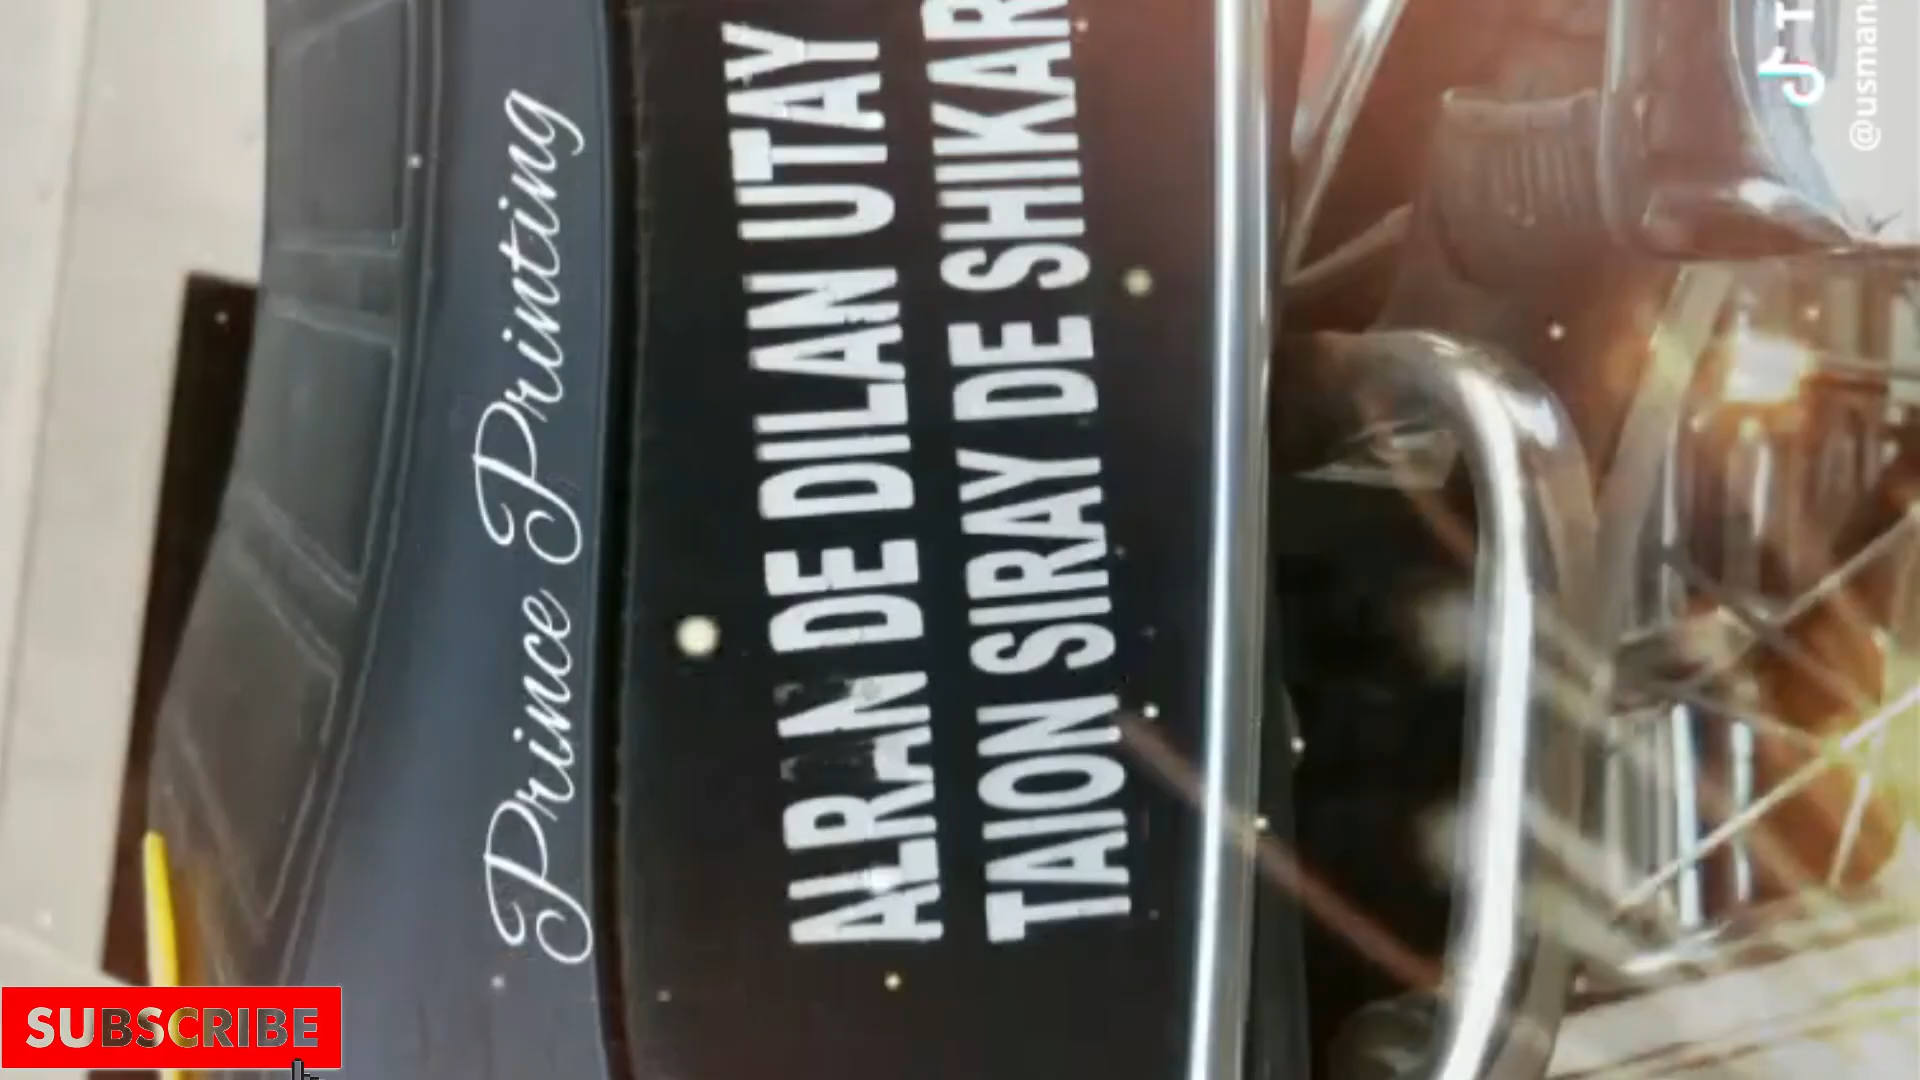 Prince Printing
ALRAN DE DILAN UTAY
TAION SIRAY DE SHIKAR
SUBSCRIBE